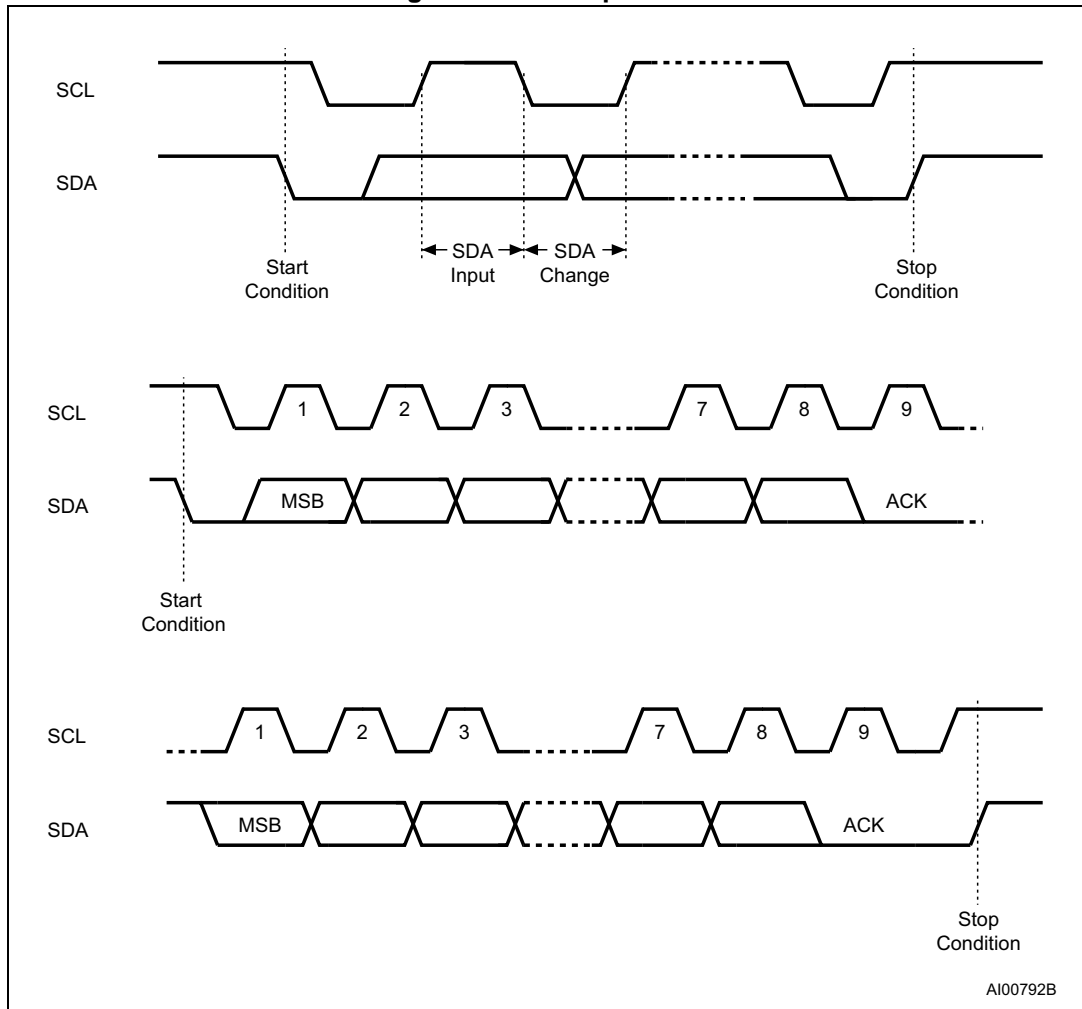 SCL
SDA
SDA
Input
SDA
Change
Start
Condition
Stop
Condition
SCL
1
2
3
7
8
9
SDA
MSB
ACK
Start
Condition
SCL
1
2
3
7
8
9
SDA
MSB
ACK
Stop
Condition
AI00792B